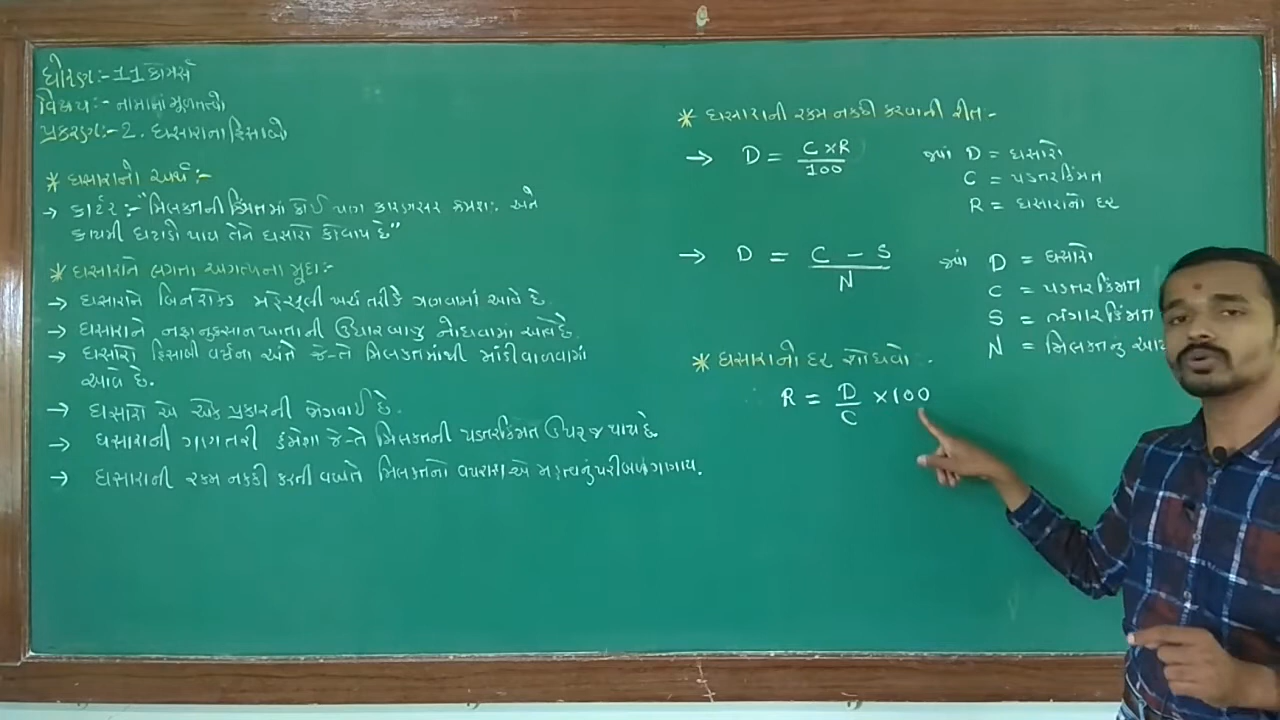 ધોરણ:- 11 કોમર્સ
વિષય:- નામાના મૂળતત્વો
પ્રકરણ:- 2. ઘસારાના હિસાબો
* ઘસારાનો અર્થ:-
→ કાર્ટર:- "મિલકતની કિંમતમાં કોઈ પણ કારણસર ક્રમશ: અને
કાયમી ઘટાડો થાય તેને ઘસારો કહેવાય છે"
* ઘસારાને લગતા અગત્યના મુદ્દા:-
→ ઘસારાને બિનરોકડ મહેસૂલી ખર્ચ તરીકે ગણવામાં આવે છે.
→ ઘસારાને નફાનુકસાન ખાતાની ઉધાર બાજુ નોંધવામાં આવે છે.
→ ઘસારો હિસાબી વર્ષના અંતે જે-તે મિલકતમાંથી માંડીવાળવામાં
આવે છે.
→ ઘસારો એ એક પ્રકારની જોગવાઈ છે.
→ ઘસારાની ગણતરી હંમેશા જે-તે મિલકતની પડતરકિંમત ઉપર જ થાય છે.
→ ઘસારાની રકમ નક્કી કરતી વખતે મિલકતનો વપરાશ એ મહત્વનું પરીબળ ગણાય.
* ઘસારાની રકમ નક્કી કરવાની રીત:-
→ D = C×R/100 જ્યાં D = ઘસારો
C = પડતરકિંમત
R = ઘસારાનો દર
→ D = C - S/N જ્યાં D = ઘસારો
C = પડતરકિંમત
S = ભંગારકિંમત
N = મિલકતનુ
* ઘસારાનો દર શોધવો:-
R = D/C ×100